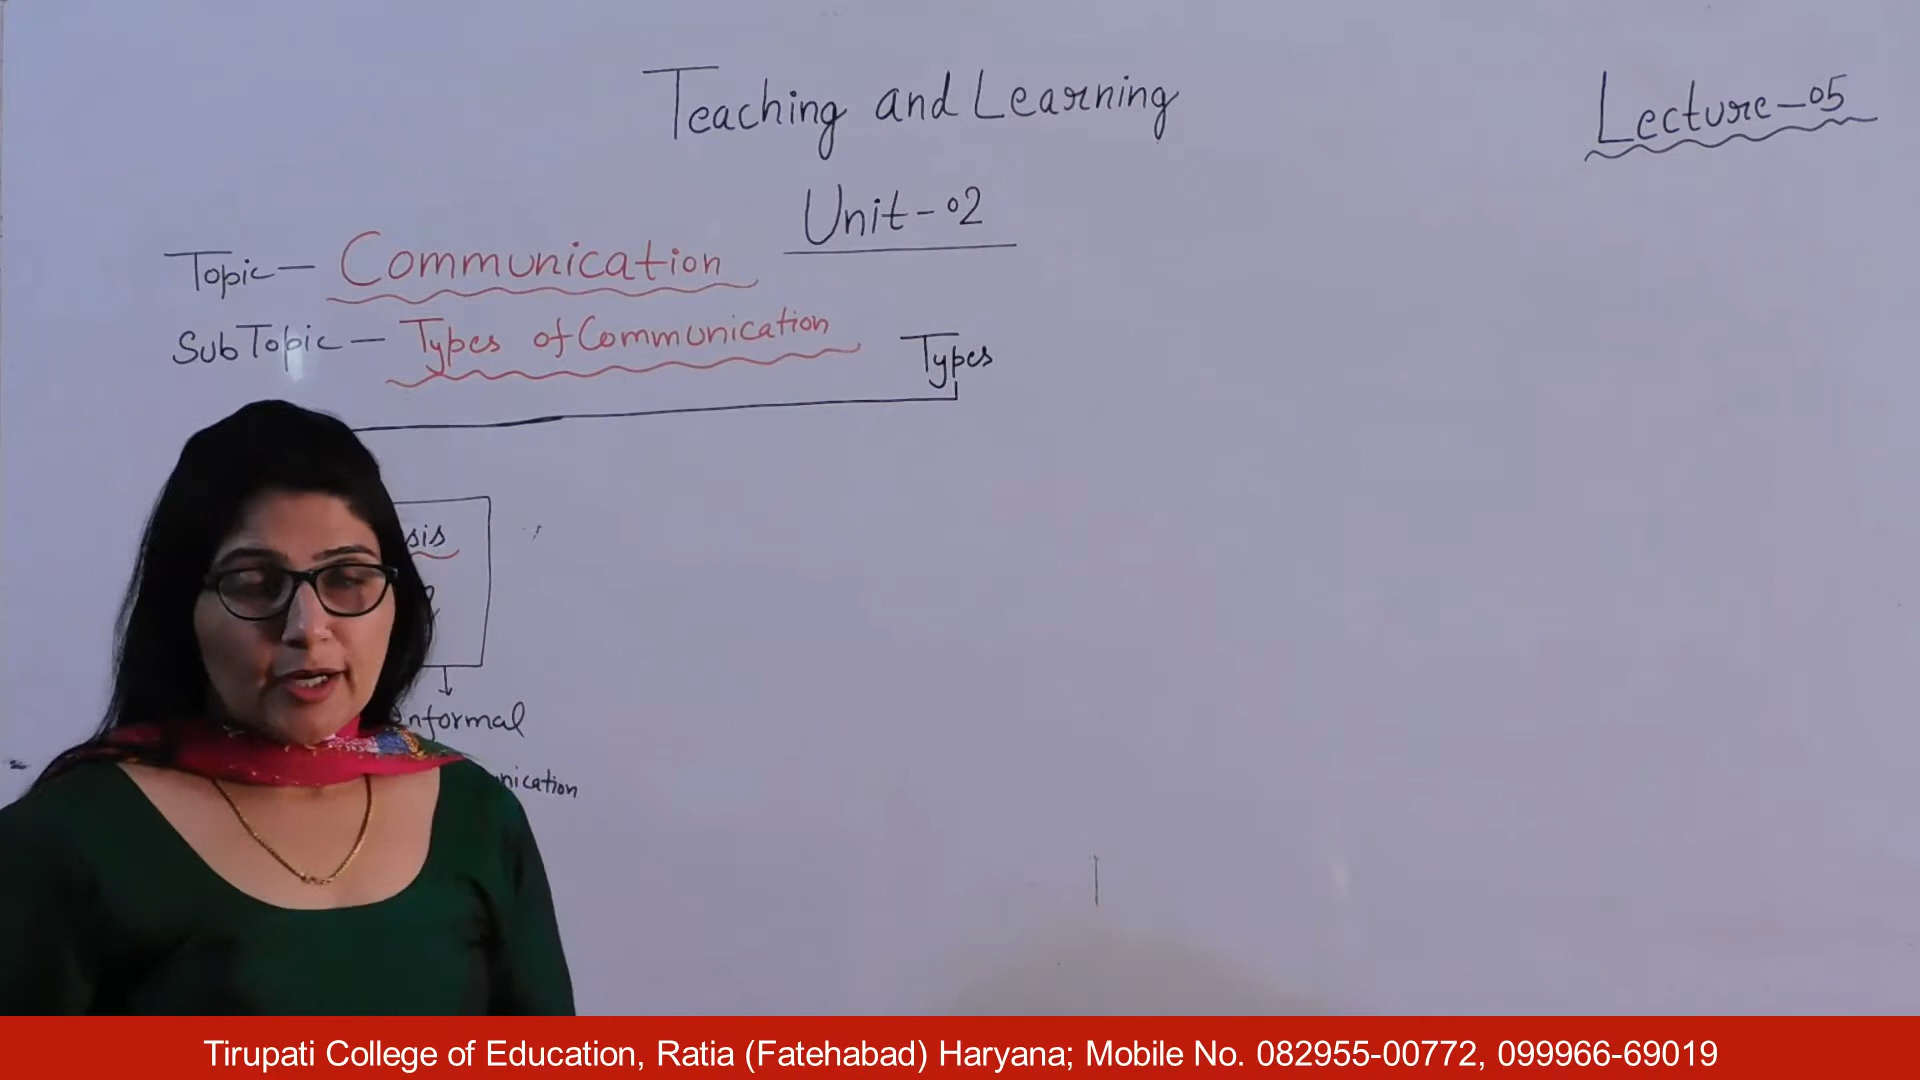 Teaching and Learning
Lecture-05
Unit-02
Topic- Communication
SubTopic- Types of Communication
Types
sis
nformal
nication
Tirupati College of Education, Ratia (Fatehabad) Haryana; Mobile No. 082955-00772, 099966-69019